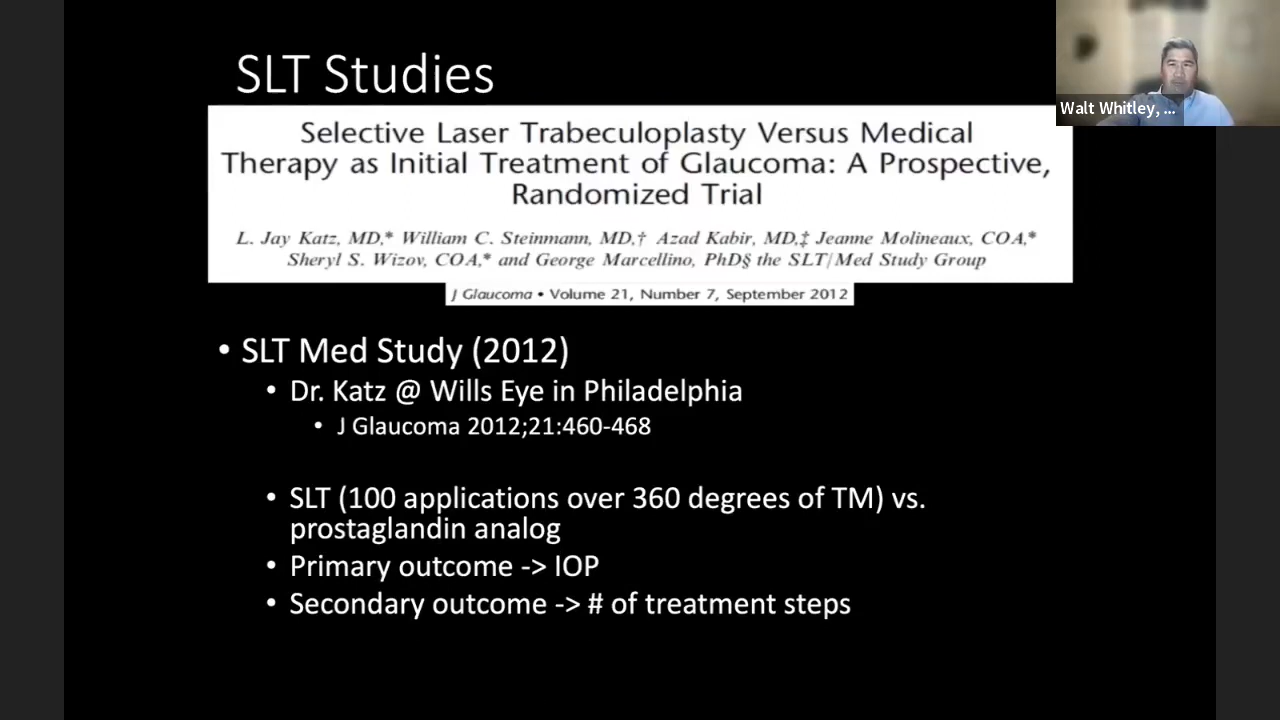 SLT Studies
Walt Whitley, ...
Selective Laser Trabeculoplasty Versus Medical
Therapy as Initial Treatment of Glaucoma: A Prospective,
Randomized Trial
L. Jay Katz, MD,* William C. Steinmann, MD,† Azad Kabir, MD,‡ Jeanne Molineaux, COA,*
Sheryl S. Wizov, COA,* and George Marcellino, PhD§ the SLT/Med Study Group
J Glaucoma • Volume 21, Number 7, September 2012
• SLT Med Study (2012)
• Dr. Katz @ Wills Eye in Philadelphia
• J Glaucoma 2012;21:460-468
• SLT (100 applications over 360 degrees of TM) vs.
prostaglandin analog
• Primary outcome -> IOP
• Secondary outcome -> # of treatment steps